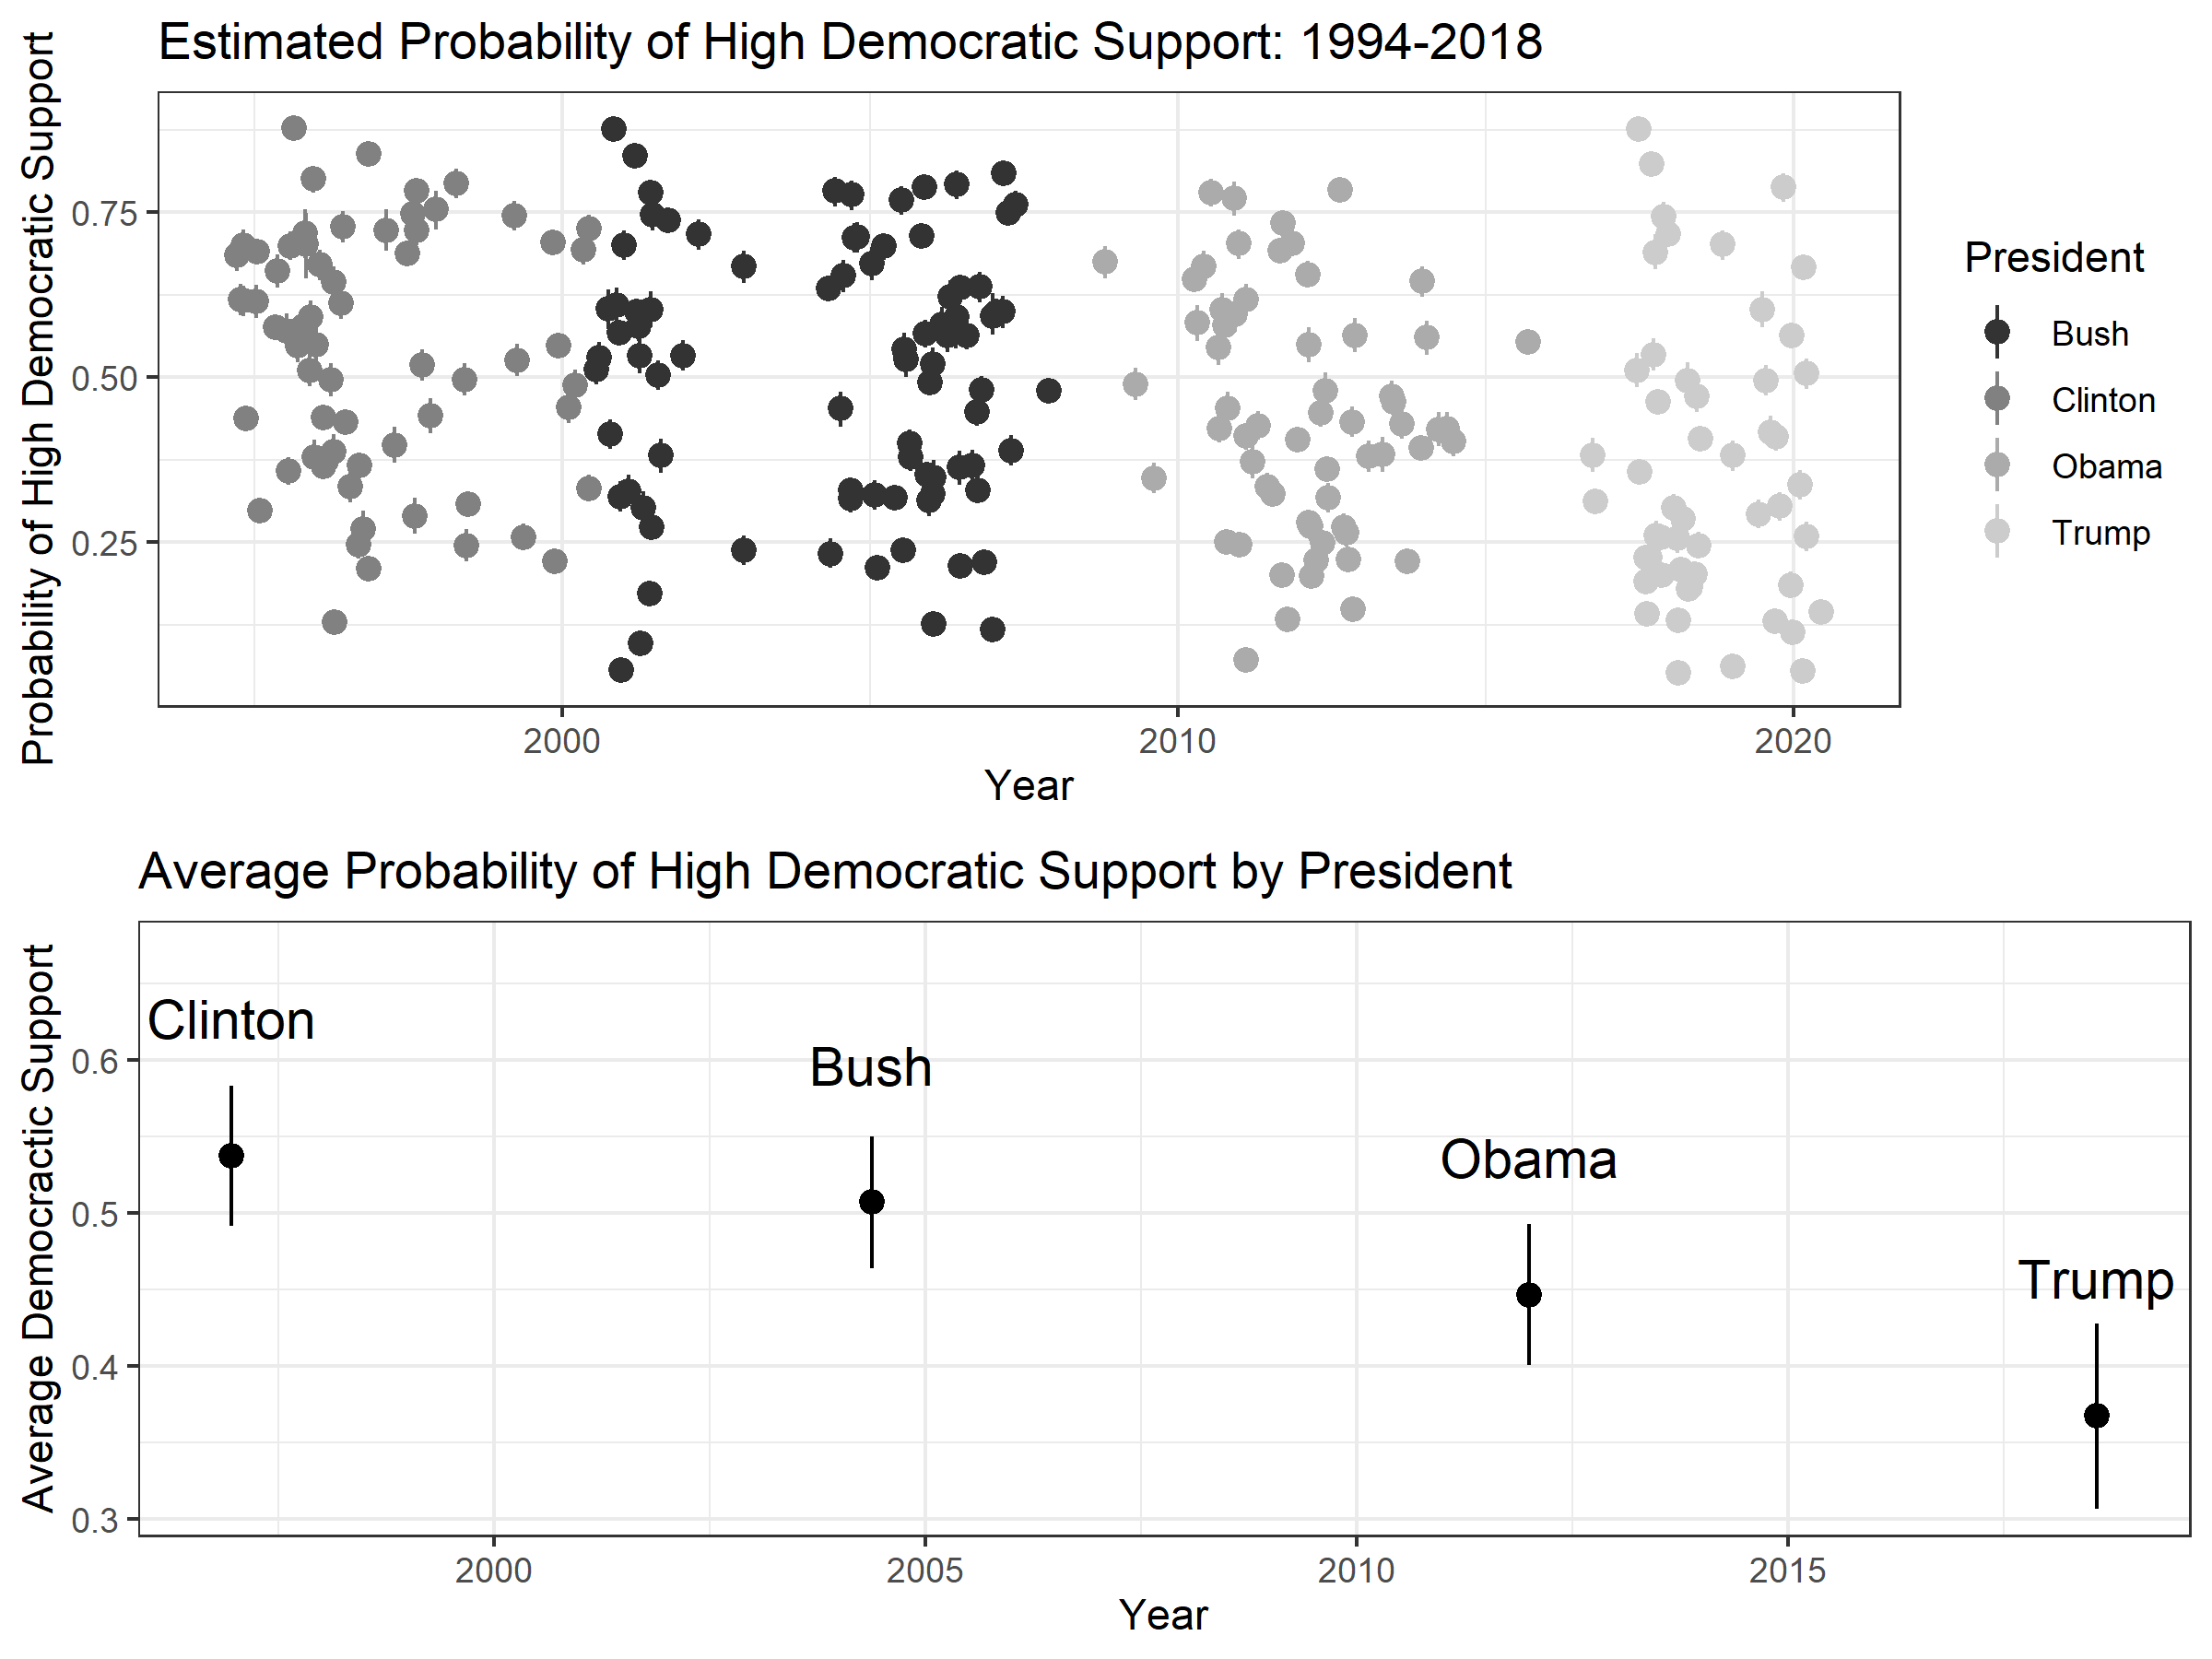 Estimated Probability of High Democratic Support: 1994-2018
Probability of High Democratic Support
0.75
0.50
0.25
2000
2010
2020
Year
President
Bush
Clinton
Obama
Trump
Average Probability of High Democratic Support by President
Average Democractic Support
0.6
0.5
0.4
0.3
Clinton
Bush
Obama
Trump
2000
2005
2010
2015
Year